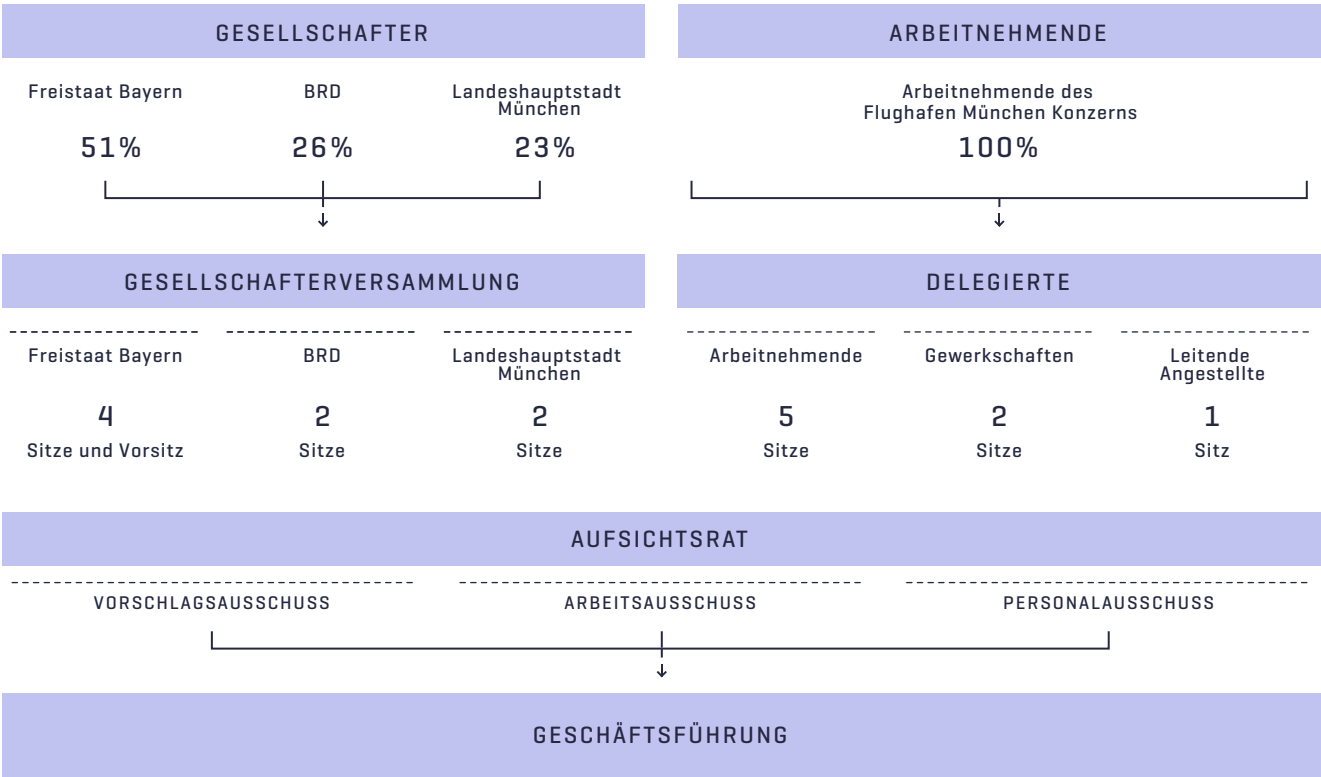 GESELLSCHAFTER
Freistaat Bayern
51%
BRD
26%
Landeshauptstadt
München
23%
ARBEITNEHMENDE
Arbeitnehmende des
Flughafen München Konzerns
100%
GESELLSCHAFTERVERSAMMLUNG
Freistaat Bayern
4
Sitze und Vorsitz
BRD
2
Sitze
Landeshauptstadt
München
2
Sitze
DELEGIERTE
Arbeitnehmende
5
Sitze
Gewerkschaften
2
Sitze
Leitende
Angestellte
1
Sitz
AUFSICHTSRAT
VORSCHLAGSAUSSCHUSS
ARBEITSAUSSCHUSS
PERSONALAUSSCHUSS
GESCHÄFTSFÜHRUNG